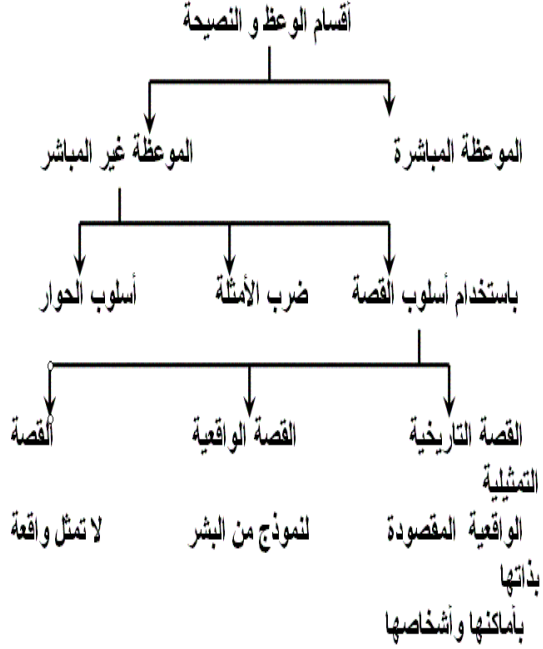 أقسام الوعظ و النصيحة
الموعظة المباشرة
الموعظة غير المباشر
باستخدام أسلوب القصة
ضرب الأمثلة
أسلوب الحوار
القصة التاريخية القصة الواقعية القصة
التمثيلية
الواقعية المقصودة لنموذج من البشر لا تمثل واقعة
بذاتها
بأماكنها وأشخاصها